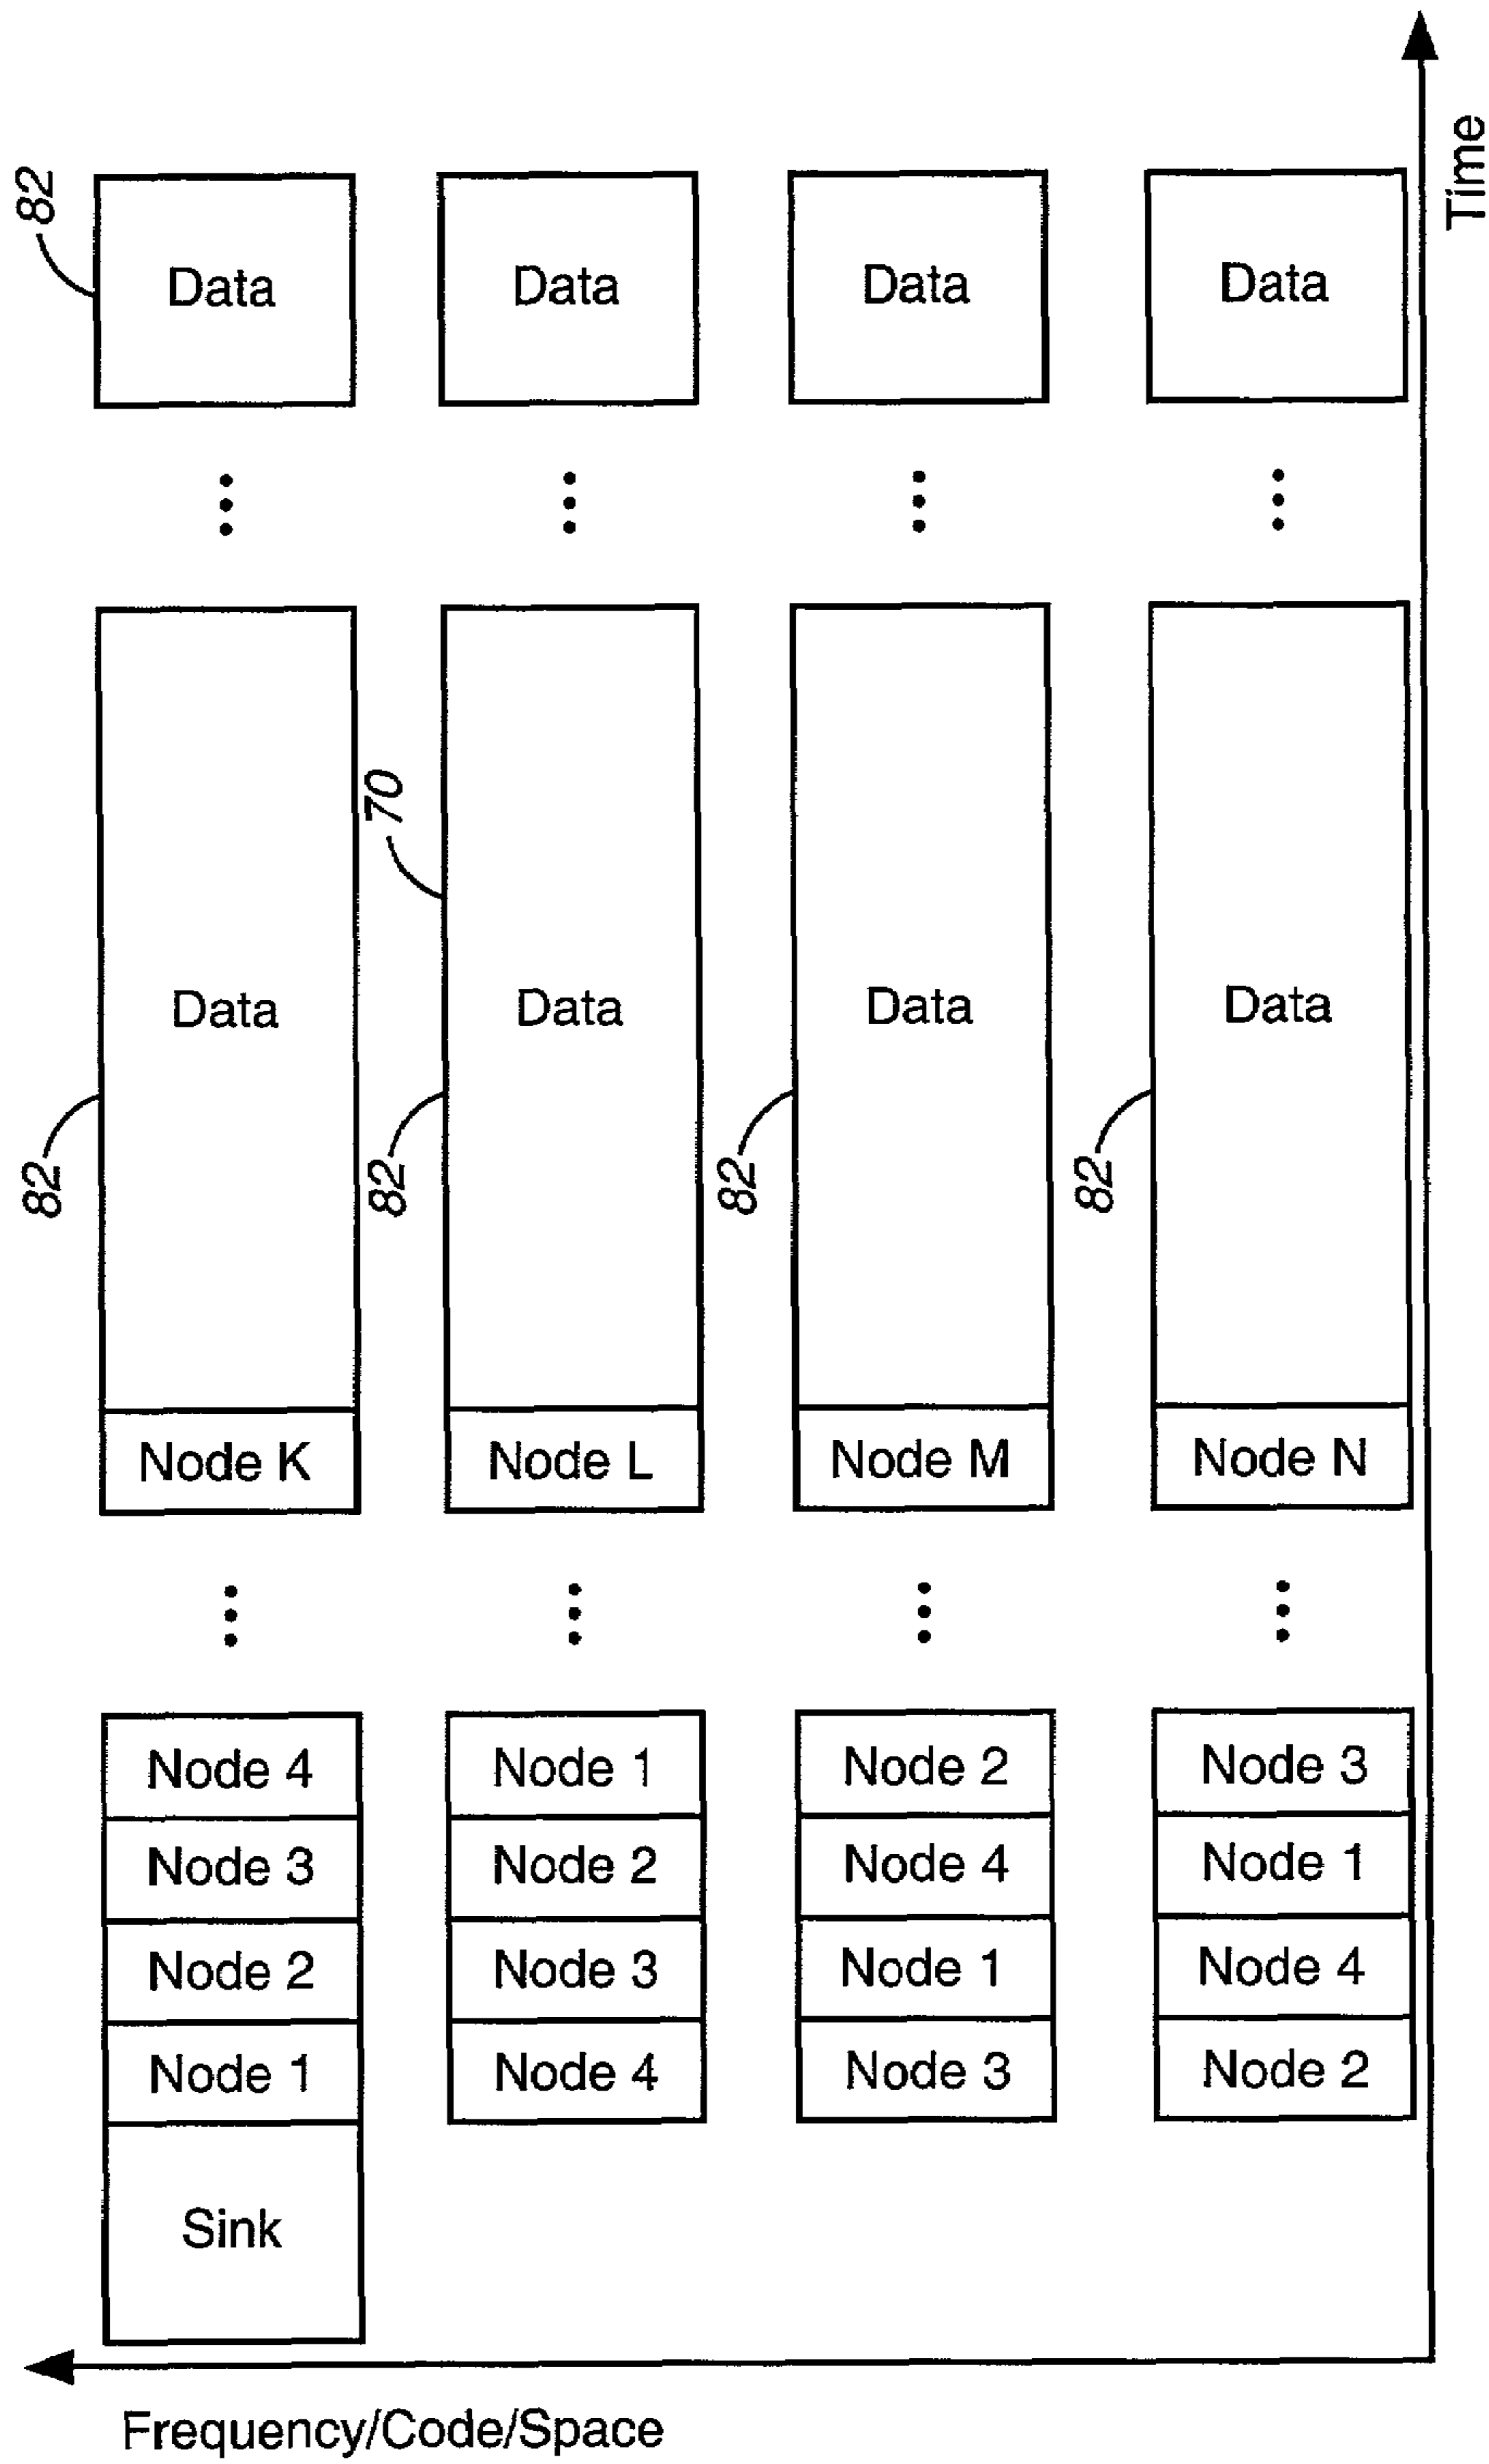 Time
82
Data Data Data Data
70
Data Data Data Data
82 82 82 82
Node K Node L Node M Node N
Node 4 Node 1 Node 2 Node 3
Node 3 Node 2 Node 4 Node 1
Node 2 Node 3 Node 1 Node 4
Node 1 Node 4 Node 3 Node 2
Sink
Frequency/Code/Space